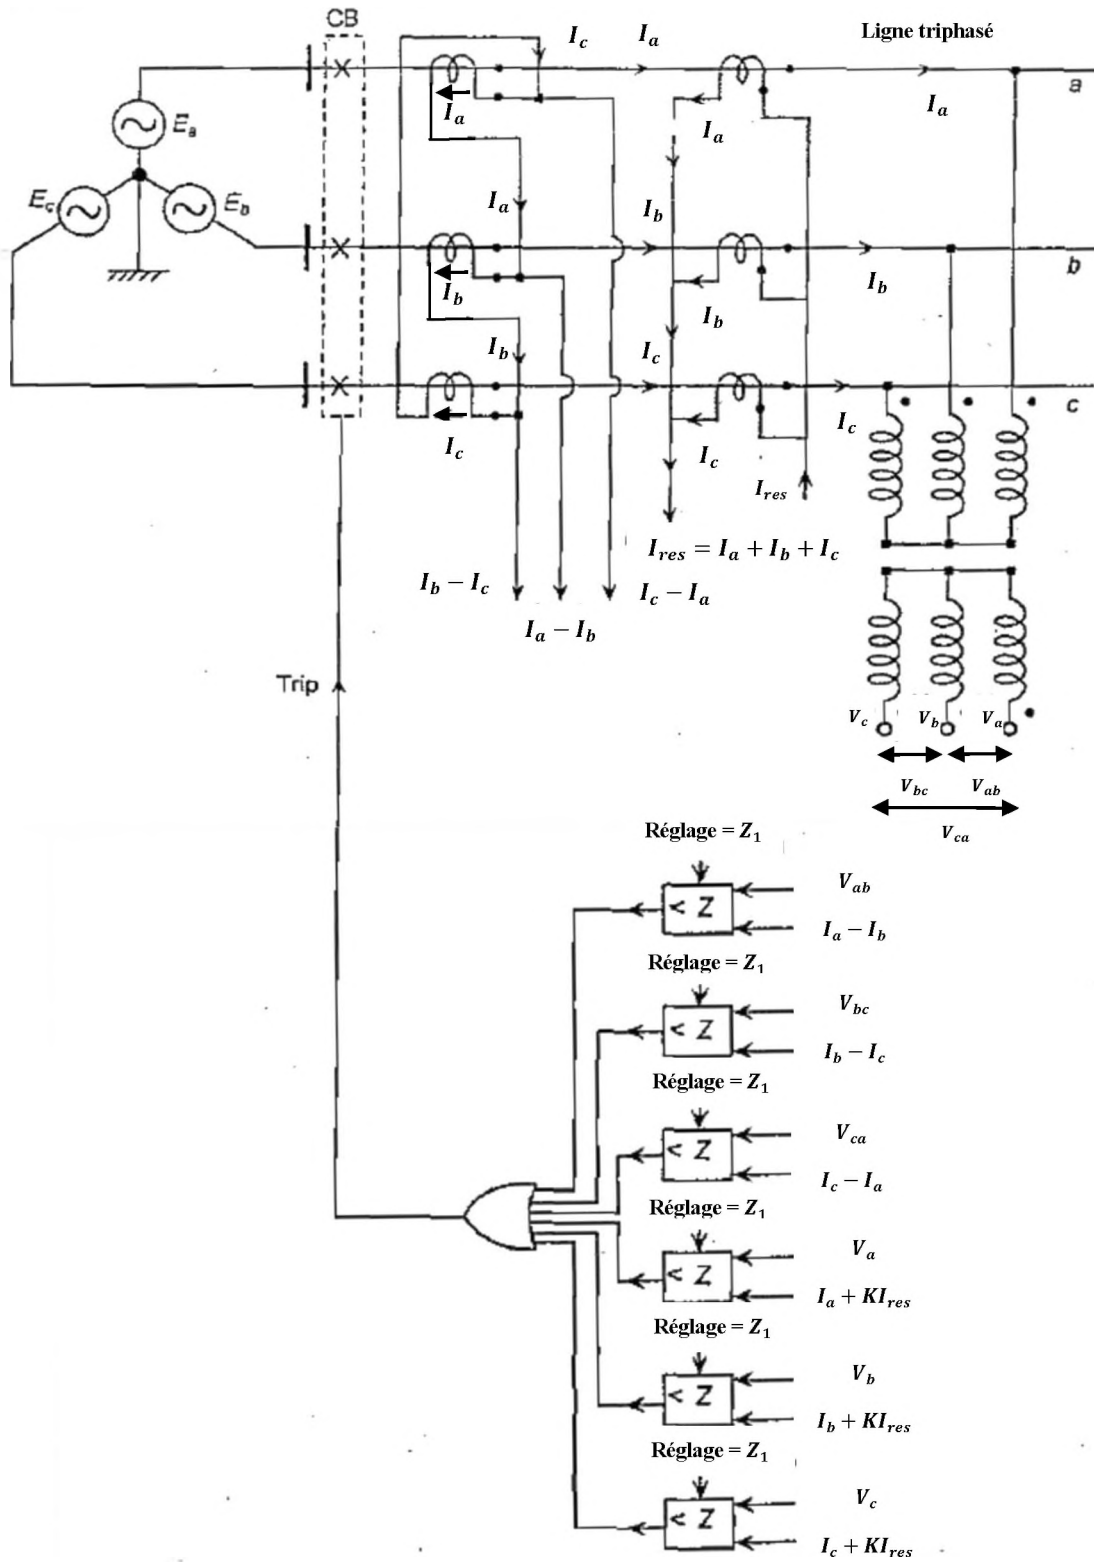 CB
I_c
I_a
Ligne triphasé
a
I_a
I_a
I_a
E_a
E_c
E_b
I_a
I_b
b
I_b
I_b
I_b
I_b
I_c
c
I_c
I_c
I_c
I_res
I_res = I_a + I_b + I_c
I_b − I_c
I_c − I_a
I_a − I_b
Trip
V_c
V_b
V_a
V_bc
V_ab
V_ca
Réglage = Z_1
< Z
V_ab
I_a − I_b
Réglage = Z_1
< Z
V_bc
I_b − I_c
Réglage = Z_1
< Z
V_ca
I_c − I_a
Réglage = Z_1
< Z
V_a
I_a + KI_res
Réglage = Z_1
< Z
V_b
I_b + KI_res
Réglage = Z_1
< Z
V_c
I_c + KI_res